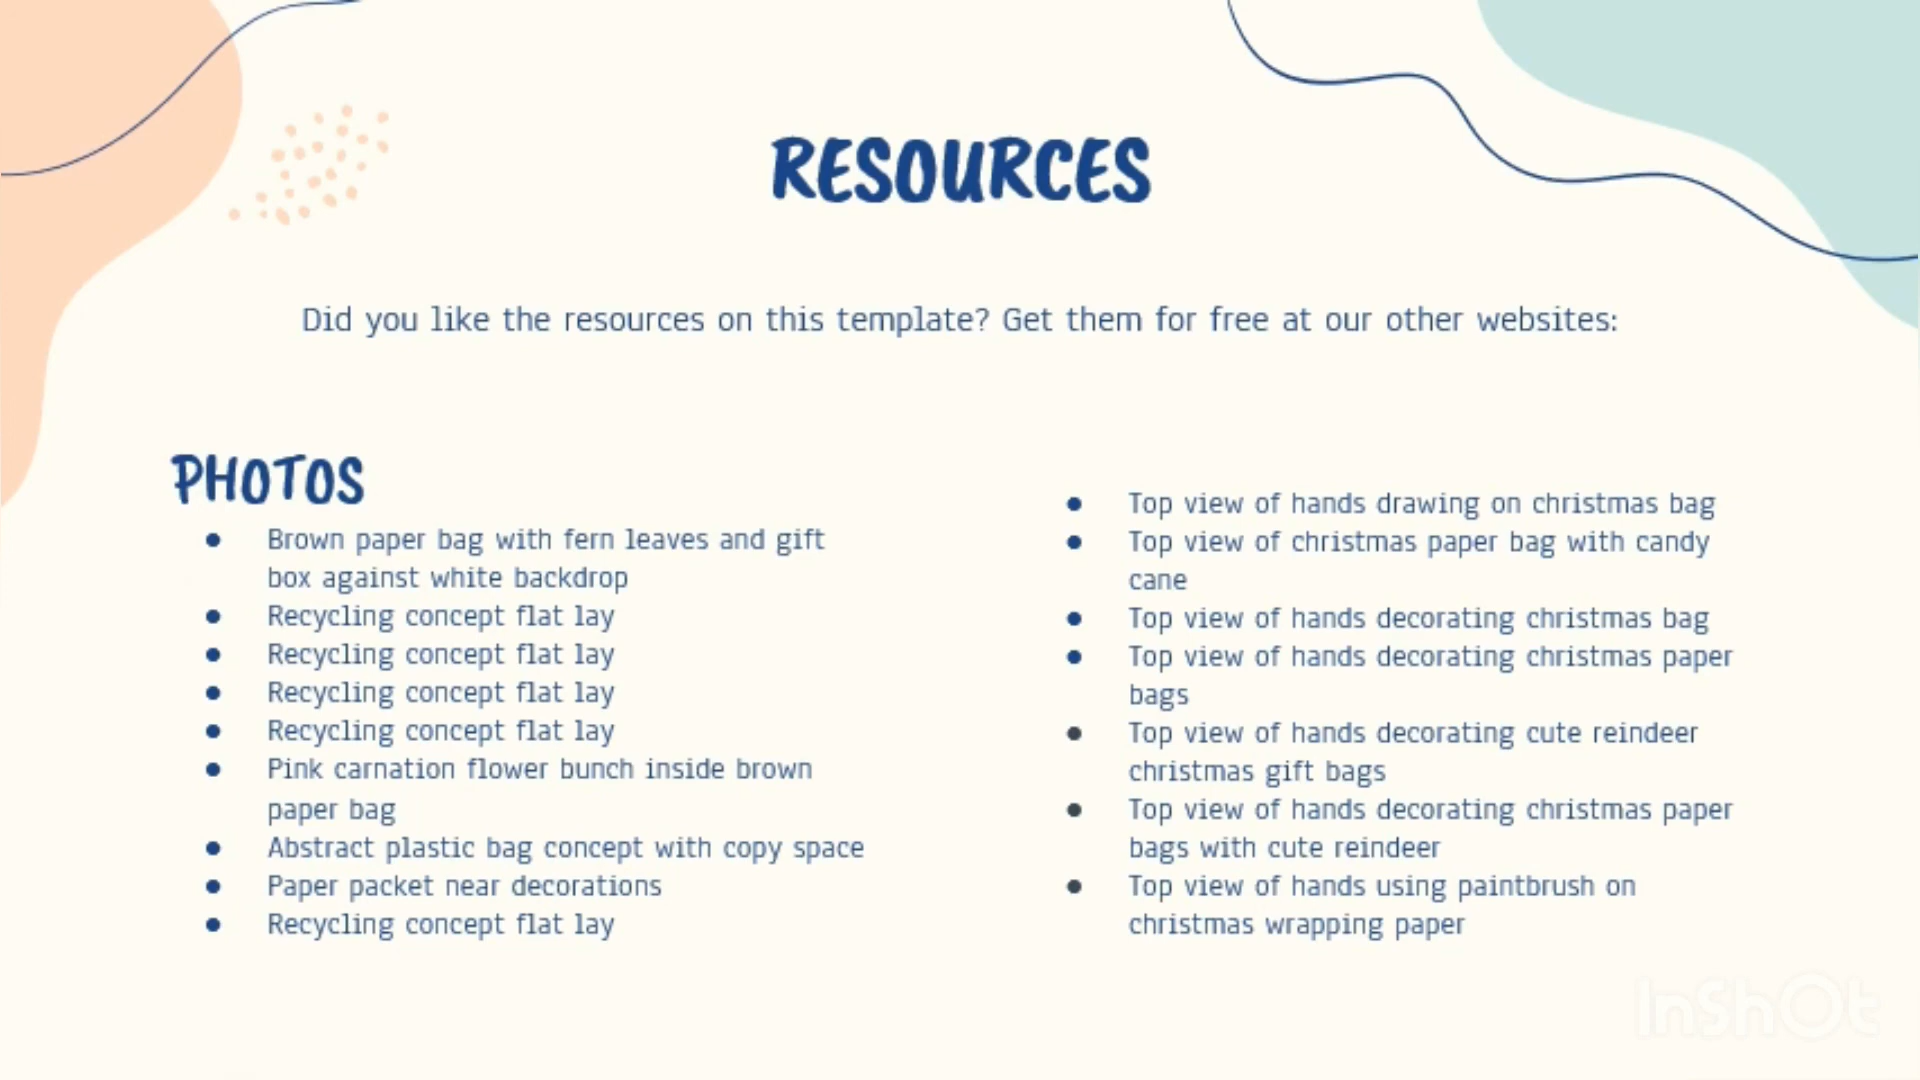 RESOURCES
Did you like the resources on this template? Get them for free at our other websites:
PHOTOS
● Brown paper bag with fern leaves and gift
box against white backdrop
● Recycling concept flat lay
● Recycling concept flat lay
● Recycling concept flat lay
● Recycling concept flat lay
● Pink carnation flower bunch inside brown
paper bag
● Abstract plastic bag concept with copy space
● Paper packet near decorations
● Recycling concept flat lay
● Top view of hands drawing on christmas bag
● Top view of christmas paper bag with candy
cane
● Top view of hands decorating christmas bag
● Top view of hands decorating christmas paper
bags
● Top view of hands decorating cute reindeer
christmas gift bags
● Top view of hands decorating christmas paper
bags with cute reindeer
● Top view of hands using paintbrush on
christmas wrapping paper
InShOt